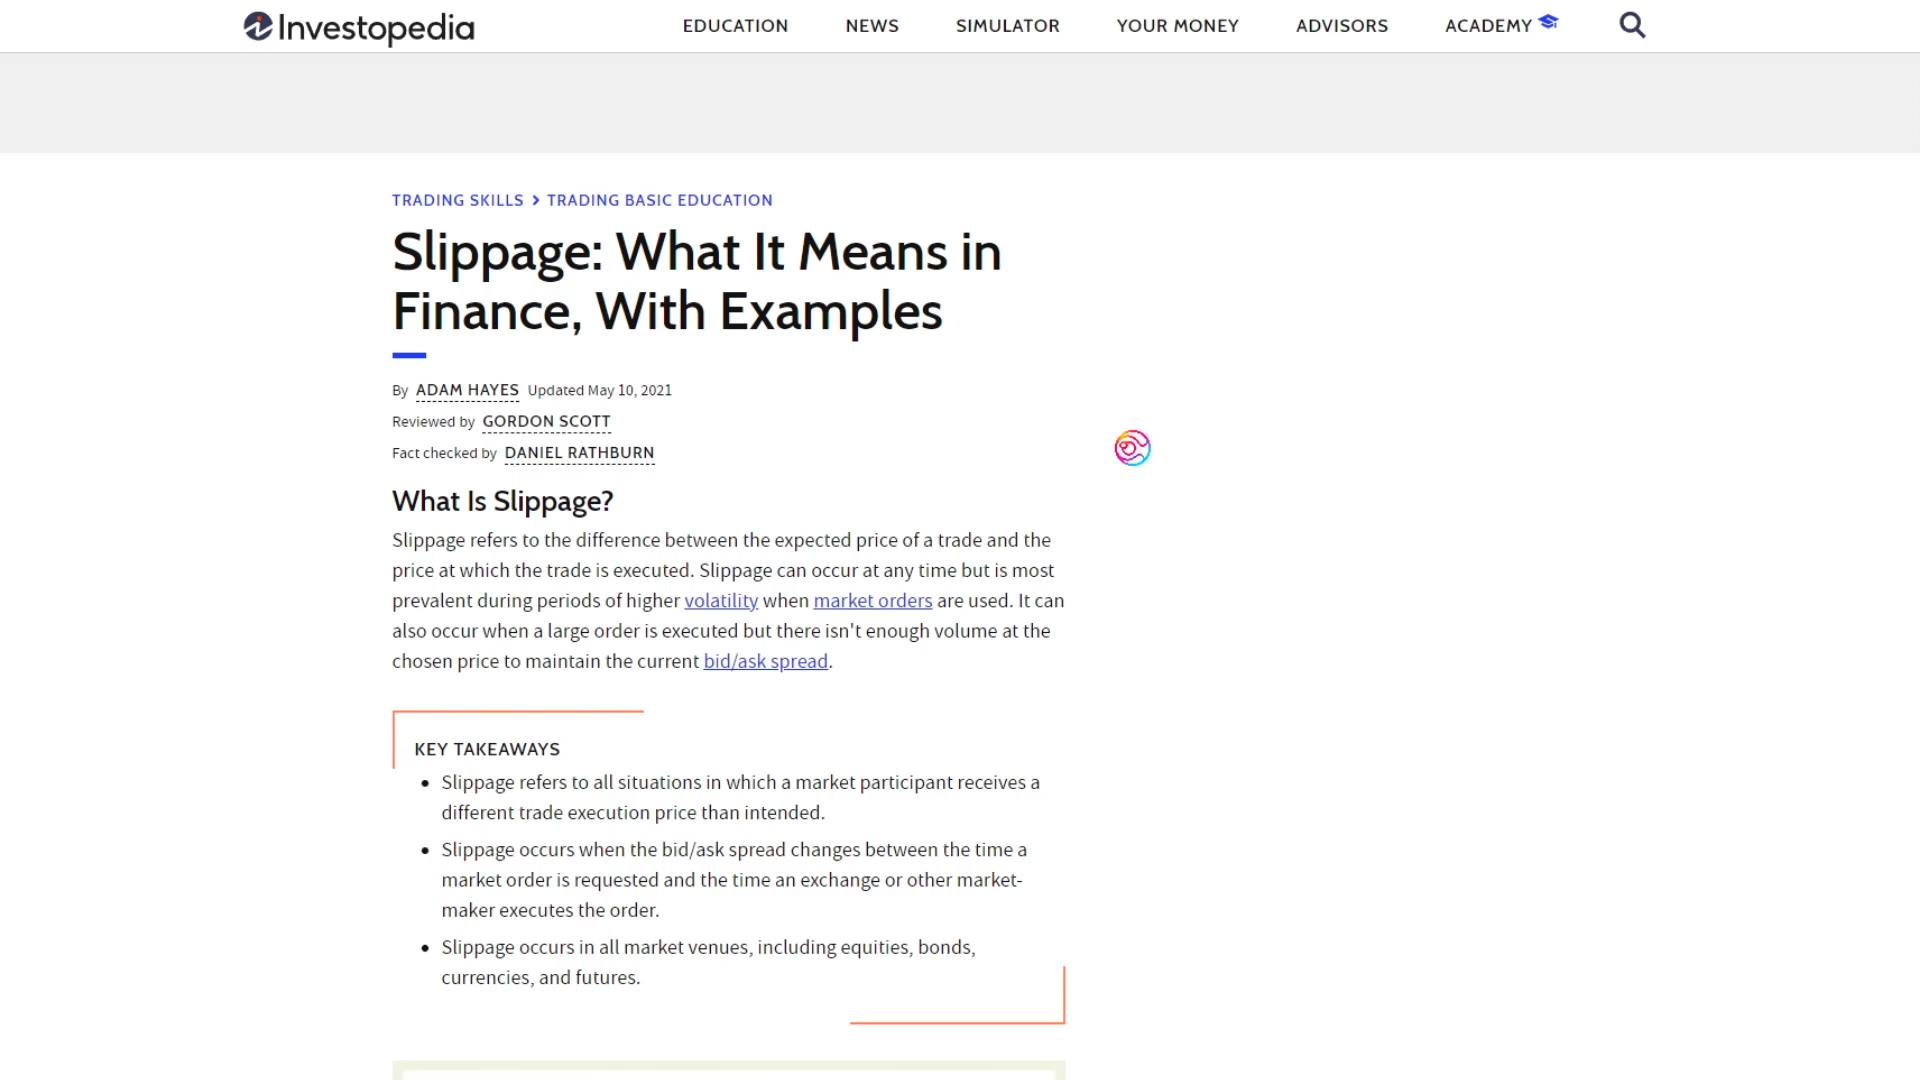 Investopedia
EDUCATION NEWS SIMULATOR YOUR MONEY ADVISORS ACADEMY
TRADING SKILLS > TRADING BASIC EDUCATION
Slippage: What It Means in
Finance, With Examples
By ADAM HAYES Updated May 10, 2021
Reviewed by GORDON SCOTT
Fact checked by DANIEL RATHBURN
What Is Slippage?
Slippage refers to the difference between the expected price of a trade and the
price at which the trade is executed. Slippage can occur at any time but is most
prevalent during periods of higher volatility when market orders are used. It can
also occur when a large order is executed but there isn't enough volume at the
chosen price to maintain the current bid/ask spread.
KEY TAKEAWAYS
• Slippage refers to all situations in which a market participant receives a
different trade execution price than intended.
• Slippage occurs when the bid/ask spread changes between the time a
market order is requested and the time an exchange or other market-
maker executes the order.
• Slippage occurs in all market venues, including equities, bonds,
currencies, and futures.